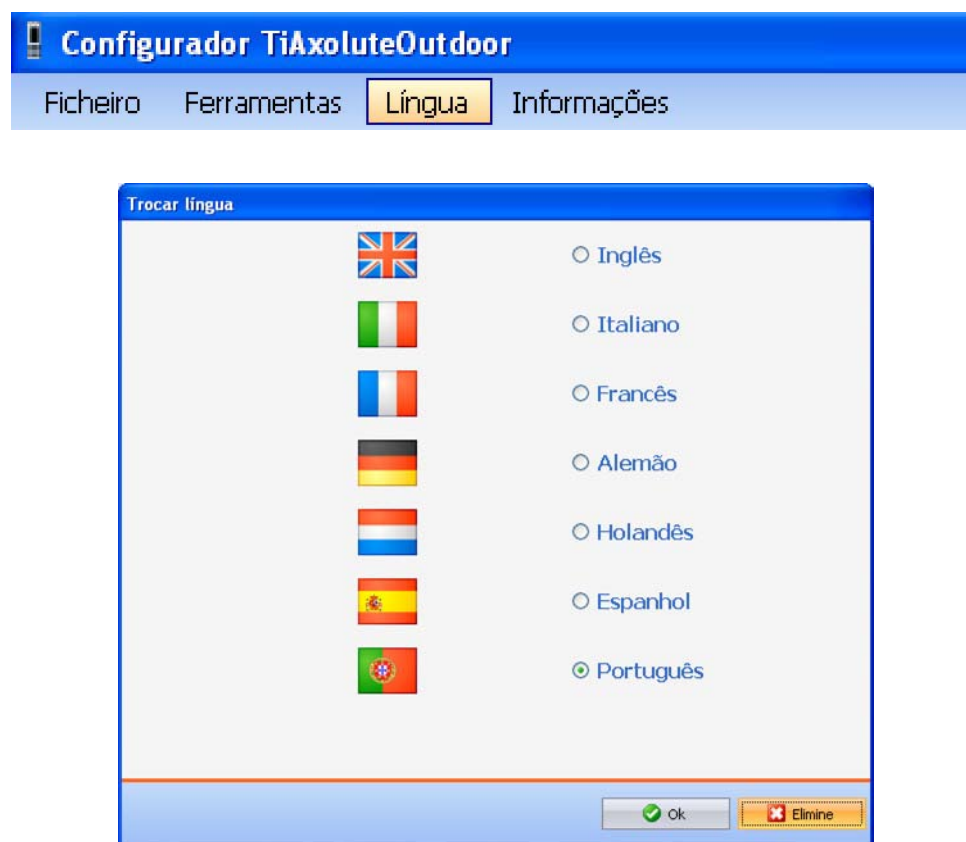 Configurador TiAxoluteOutdoor
Ficheiro Ferramentas Língua Informações
Trocar língua
Inglês
Italiano
Francês
Alemão
Holandês
Espanhol
Português
Ok Elimine